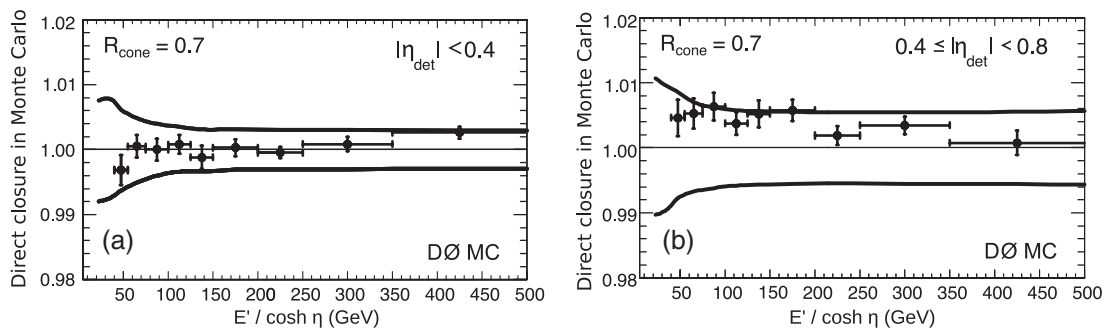 Direct closure in Monte Carlo
1.02
1.01
1.00
0.99
0.98
R_cone = 0.7
|η_det| < 0.4
(a)
DØ MC
50 100 150 200 250 300 350 400 450 500
E' / cosh η (GeV)
Direct closure in Monte Carlo
1.02
1.01
1.00
0.99
0.98
R_cone = 0.7
0.4 ≤ |η_det| < 0.8
(b)
DØ MC
50 100 150 200 250 300 350 400 450 500
E' / cosh η (GeV)